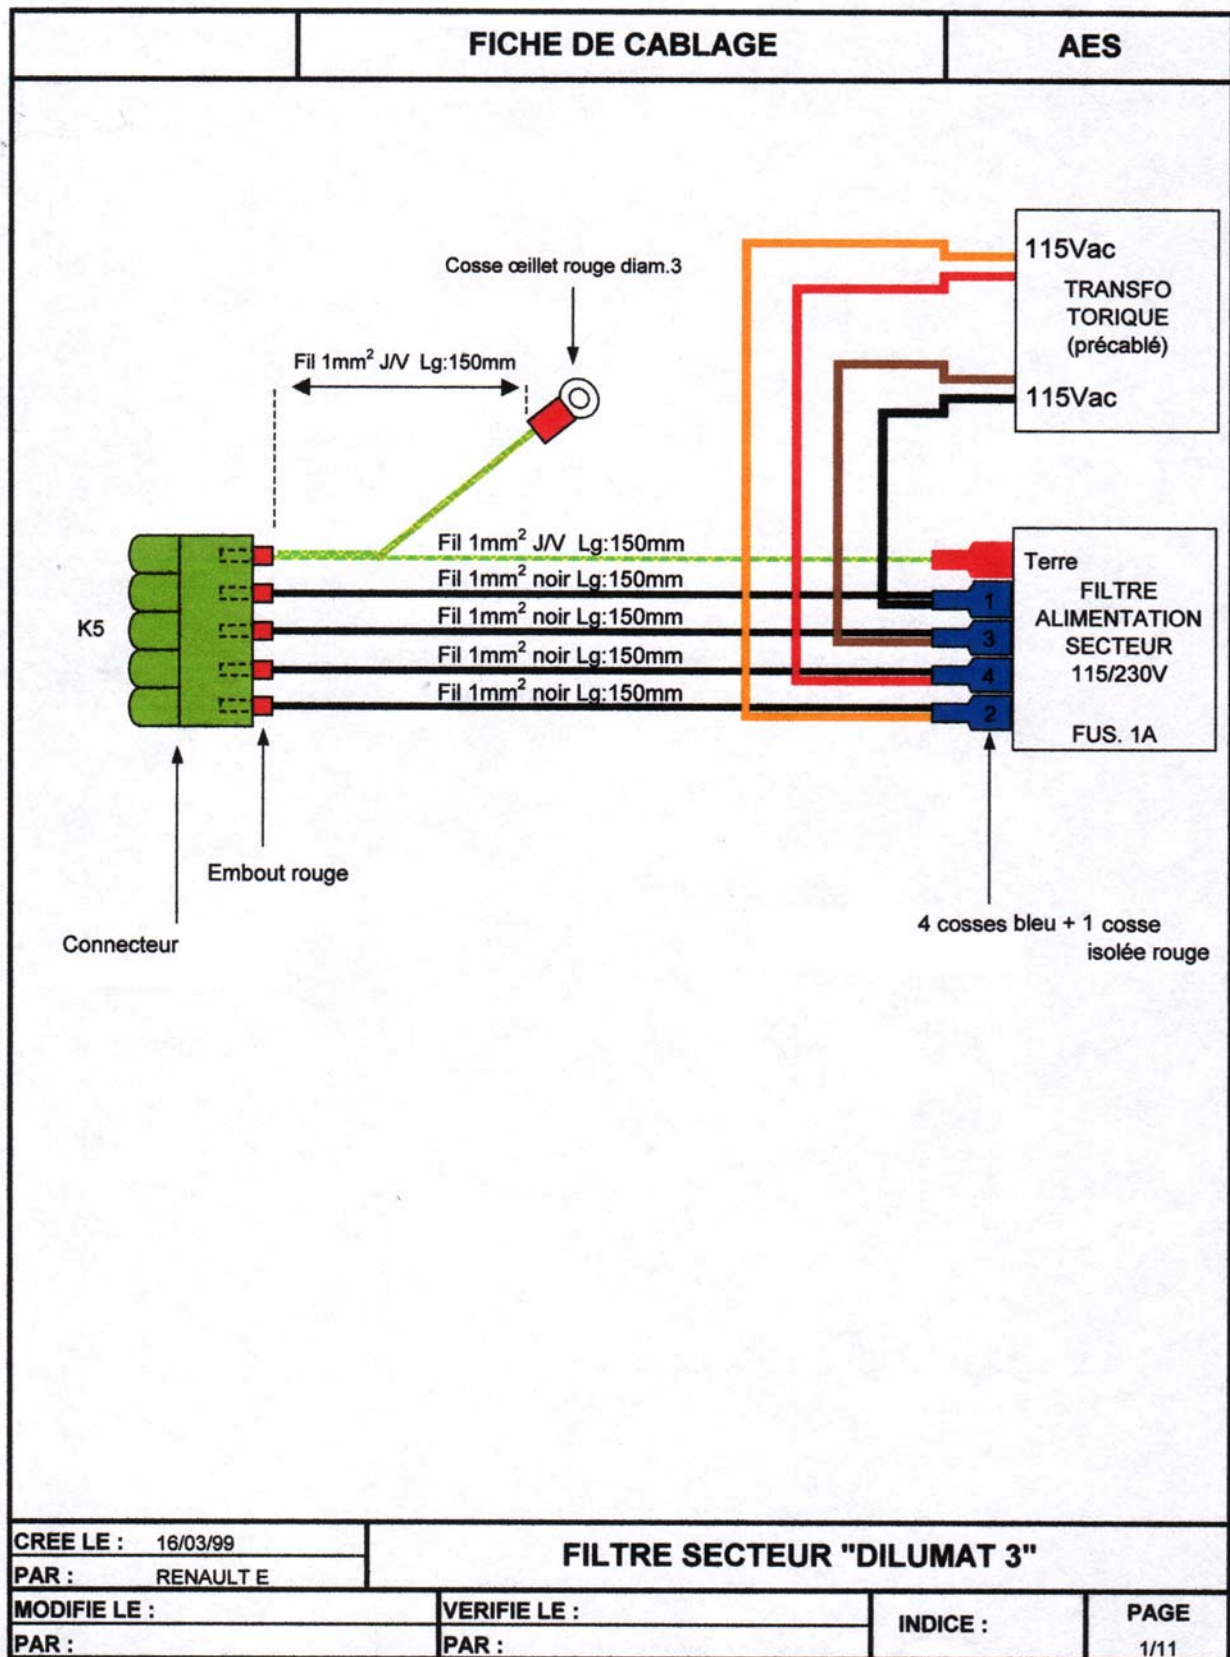 FICHE DE CABLAGE
AES
115Vac
TRANSFO
TORIQUE
(précablé)
115Vac
Cosse œillet rouge diam.3
Fil 1mm² J/V Lg:150mm
Fil 1mm² J/V Lg:150mm
Fil 1mm² noir Lg:150mm
Fil 1mm² noir Lg:150mm
Fil 1mm² noir Lg:150mm
Fil 1mm² noir Lg:150mm
K5
Terre
1
3
4
2
FILTRE
ALIMENTATION
SECTEUR
115/230V
FUS. 1A
Embout rouge
Connecteur
4 cosses bleu + 1 cosse
isolée rouge
CREE LE : 16/03/99
PAR : RENAULT E
FILTRE SECTEUR "DILUMAT 3"
MODIFIE LE :
PAR :
VERIFIE LE :
PAR :
INDICE :
PAGE
1/11